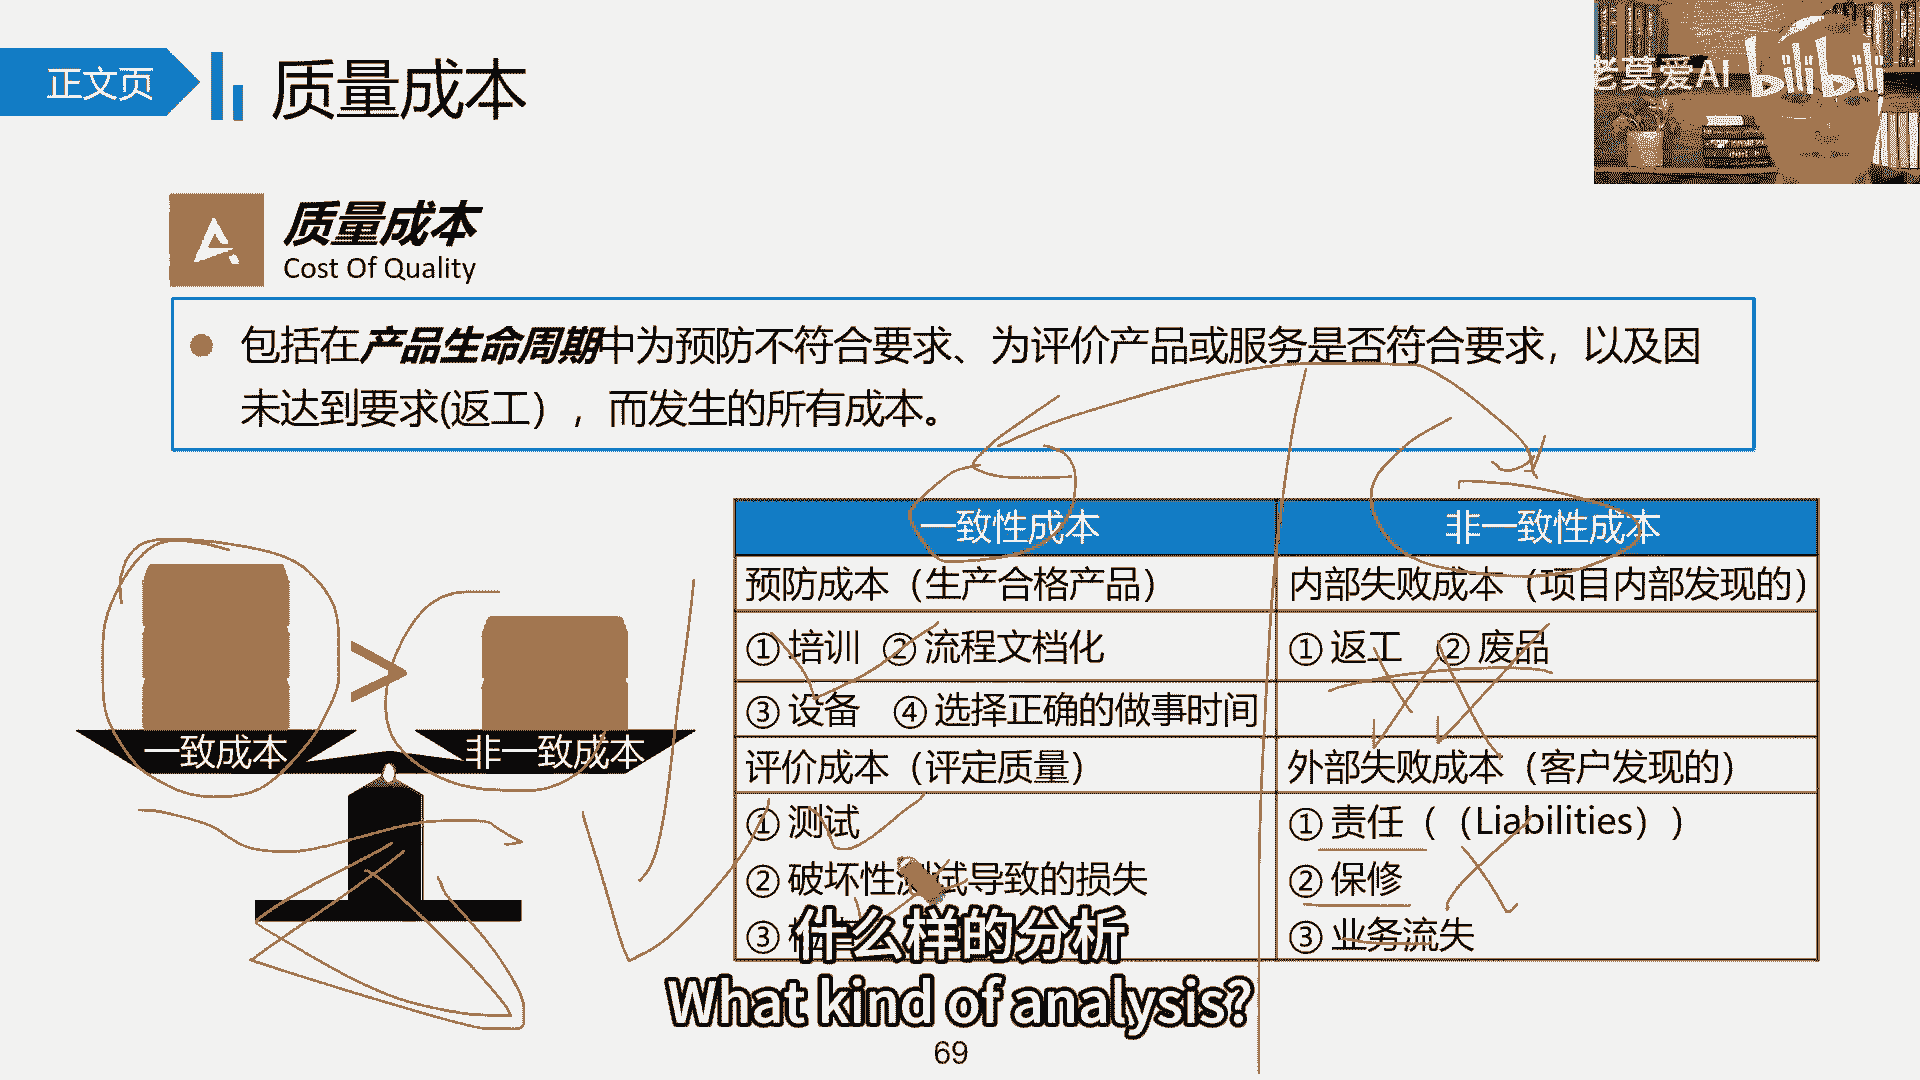 正文页
质量成本
老莫爱AI
bilibili
质量成本
Cost Of Quality
包括在产品生命周期中为预防不符合要求、为评价产品或服务是否符合要求，以及因
未达到要求(返工），而发生的所有成本。
一致成本
>
非一致成本
一致性成本 非一致性成本
预防成本（生产合格产品） 内部失败成本（项目内部发现的）
① 培训 ② 流程文档化 ① 返工 ② 废品
③ 设备 ④ 选择正确的做事时间
评价成本（评定质量） 外部失败成本（客户发现的）
① 测试 ① 责任（（Liabilities））
② 破坏性测试导致的损失 ② 保修
③ ③ 业务流失
什么样的分析
What kind of analysis?
69